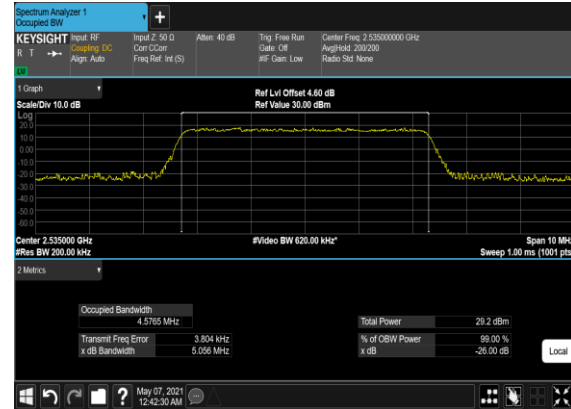 Spectrum Analyzer 1
Occupied BW
+
KEYSIGHT Input: RF Input Z: 50 Ω Atten: 40 dB Trig: Free Run Center Freq: 2.535000000 GHz
R T Coupling: DC Corr CCorr Gate: Off Avg|Hold: 200/200
Align: Auto Freq Ref: Int (S) #IF Gain: Low Radio Std: None
LU
1 Graph
Ref Lvl Offset 4.60 dB
Scale/Div 10.0 dB Ref Value 30.00 dBm
Log
20.0
10.0
0.00
-10.0
-20.0
-30.0
-40.0
-50.0
-60.0
Center 2.535000 GHz #Video BW 620.00 kHz* Span 10 MHz
#Res BW 200.00 kHz Sweep 1.00 ms (1001 pts
2 Metrics
Occupied Bandwidth
4.5765 MHz Total Power 29.2 dBm
Transmit Freq Error 3.804 kHz % of OBW Power 99.00 %
x dB Bandwidth 5.056 MHz x dB -26.00 dB
Local
? May 07, 2021
12:42:30 AM